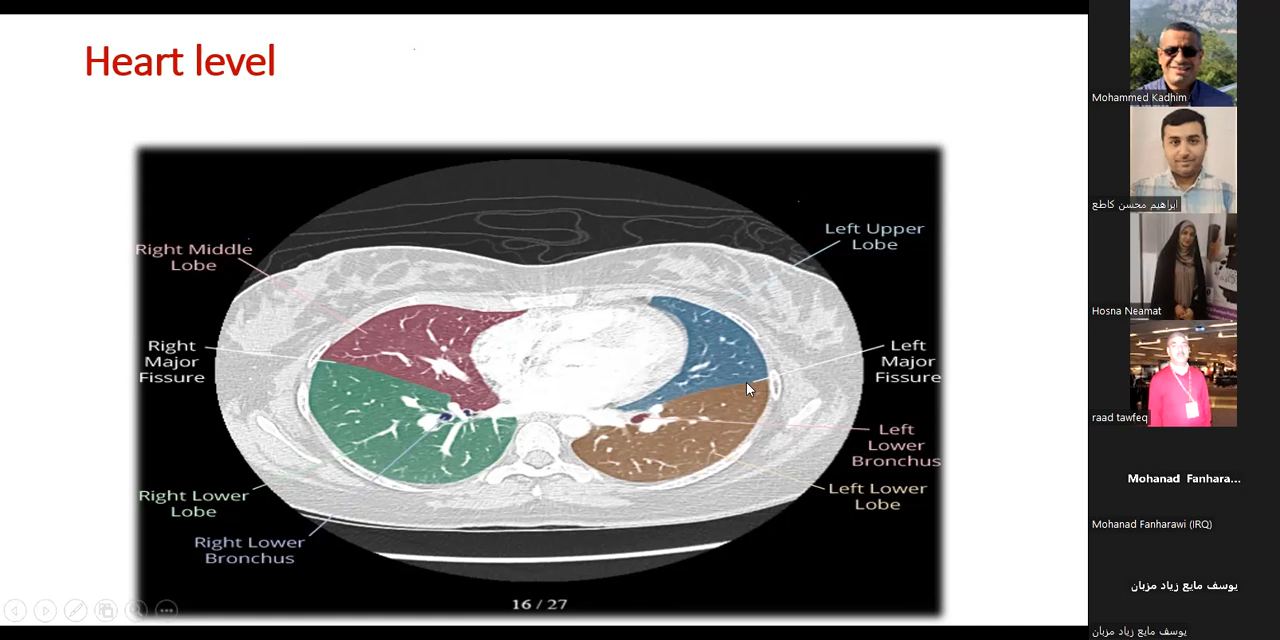 Heart level
Right Middle
Lobe
Left Upper
Lobe
Right
Major
Fissure
Left
Major
Fissure
Left
Lower
Bronchus
Right Lower
Lobe
Left Lower
Lobe
Right Lower
Bronchus
16 / 27
Mohammed Kadhim
ابراهيم محسن كاطع
Hosna Neamat
raad tawfeq
Mohanad Fanhara...
Mohanad Fanharawi (IRQ)
يوسف مايع زياد مزبان
يوسف مايع زياد مزبان